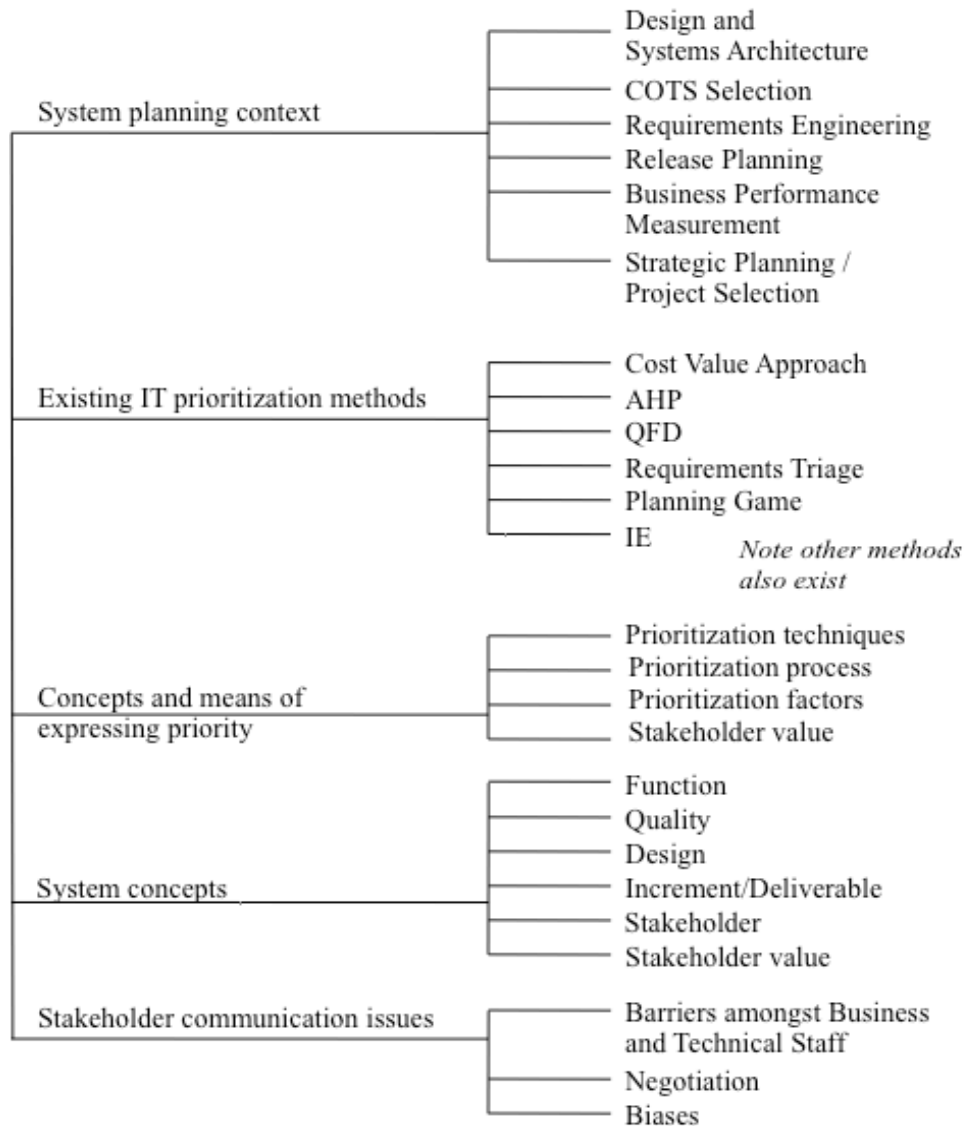 System planning context
Design and
Systems Architecture
COTS Selection
Requirements Engineering
Release Planning
Business Performance
Measurement
Strategic Planning /
Project Selection
Existing IT prioritization methods
Cost Value Approach
AHP
QFD
Requirements Triage
Planning Game
IE
Note other methods
also exist
Concepts and means of
expressing priority
Prioritization techniques
Prioritization process
Prioritization factors
Stakeholder value
System concepts
Function
Quality
Design
Increment/Deliverable
Stakeholder
Stakeholder value
Stakeholder communication issues
Barriers amongst Business
and Technical Staff
Negotiation
Biases